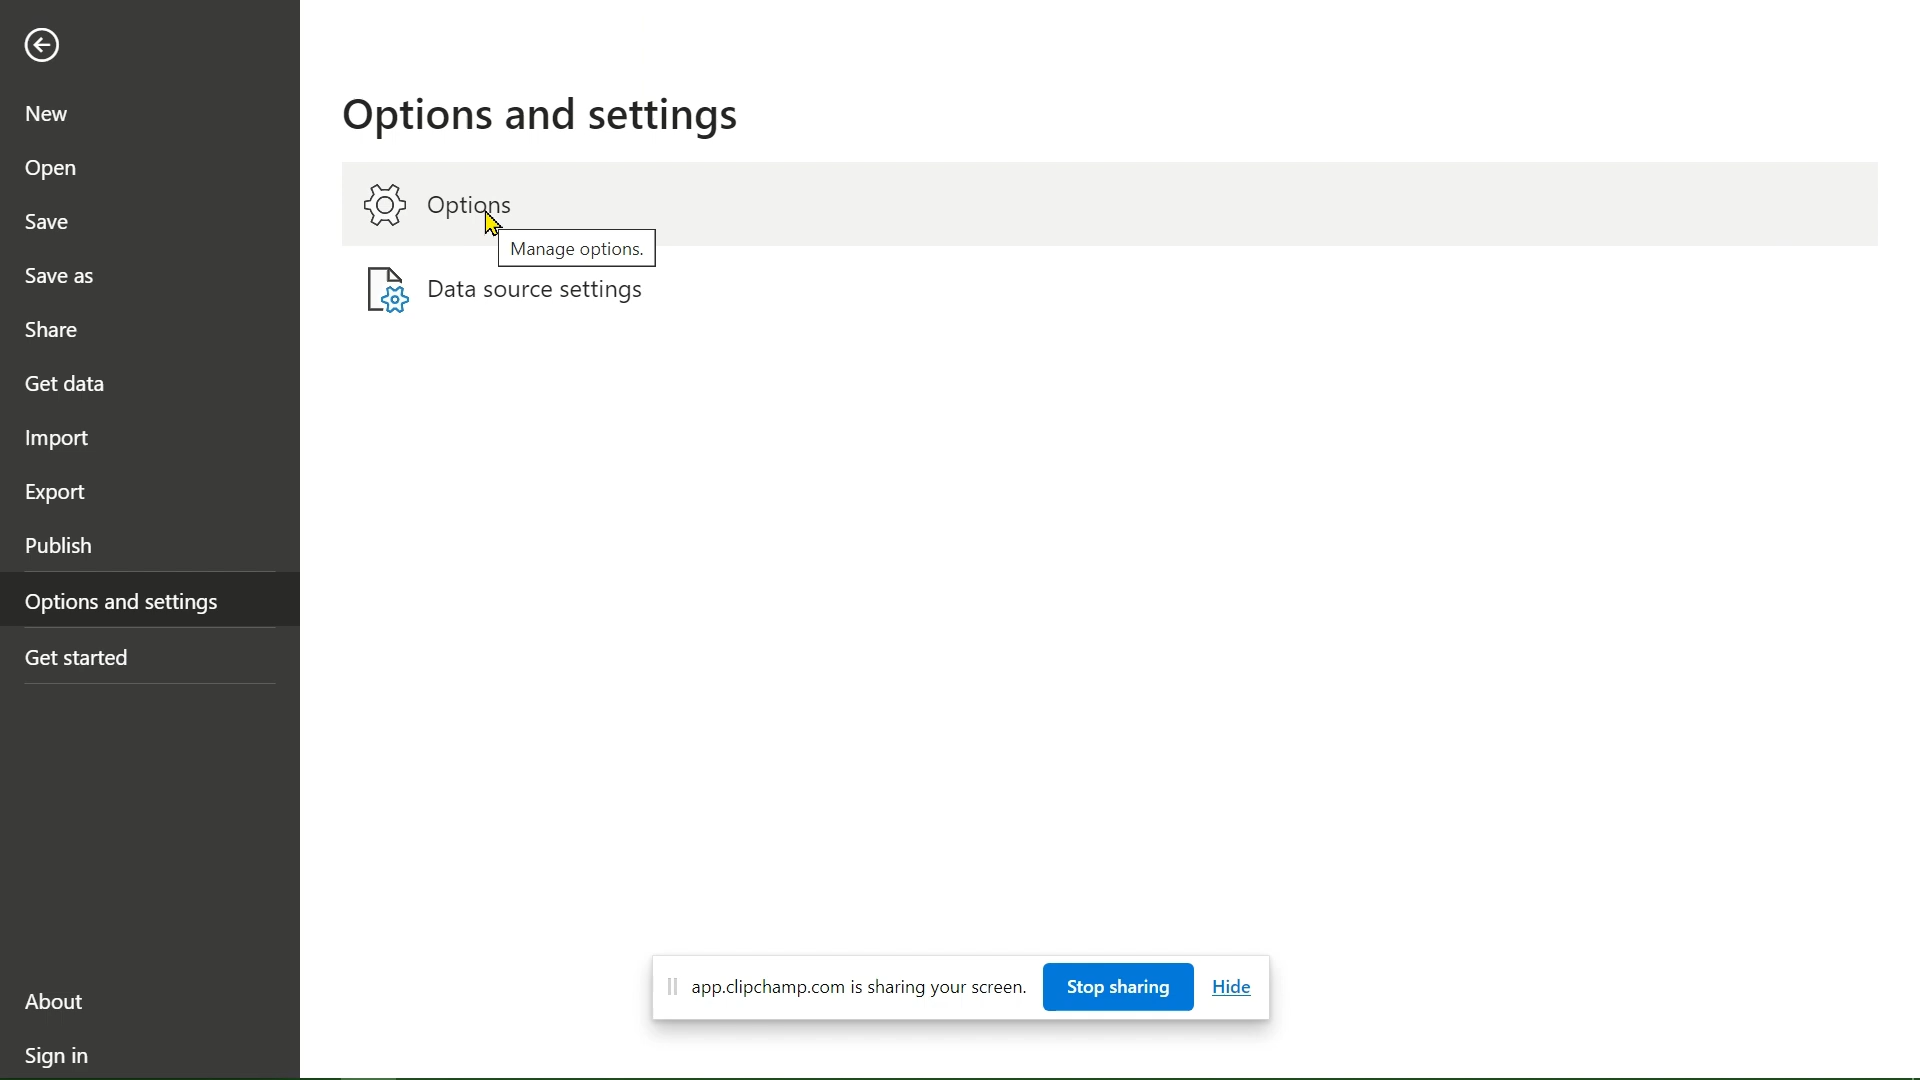 New
Open
Save
Save as
Share
Get data
Import
Export
Publish
Options and settings
Get started
About
Sign in
Options and settings
Options
Manage options.
Data source settings
app.clipchamp.com is sharing your screen. Stop sharing Hide